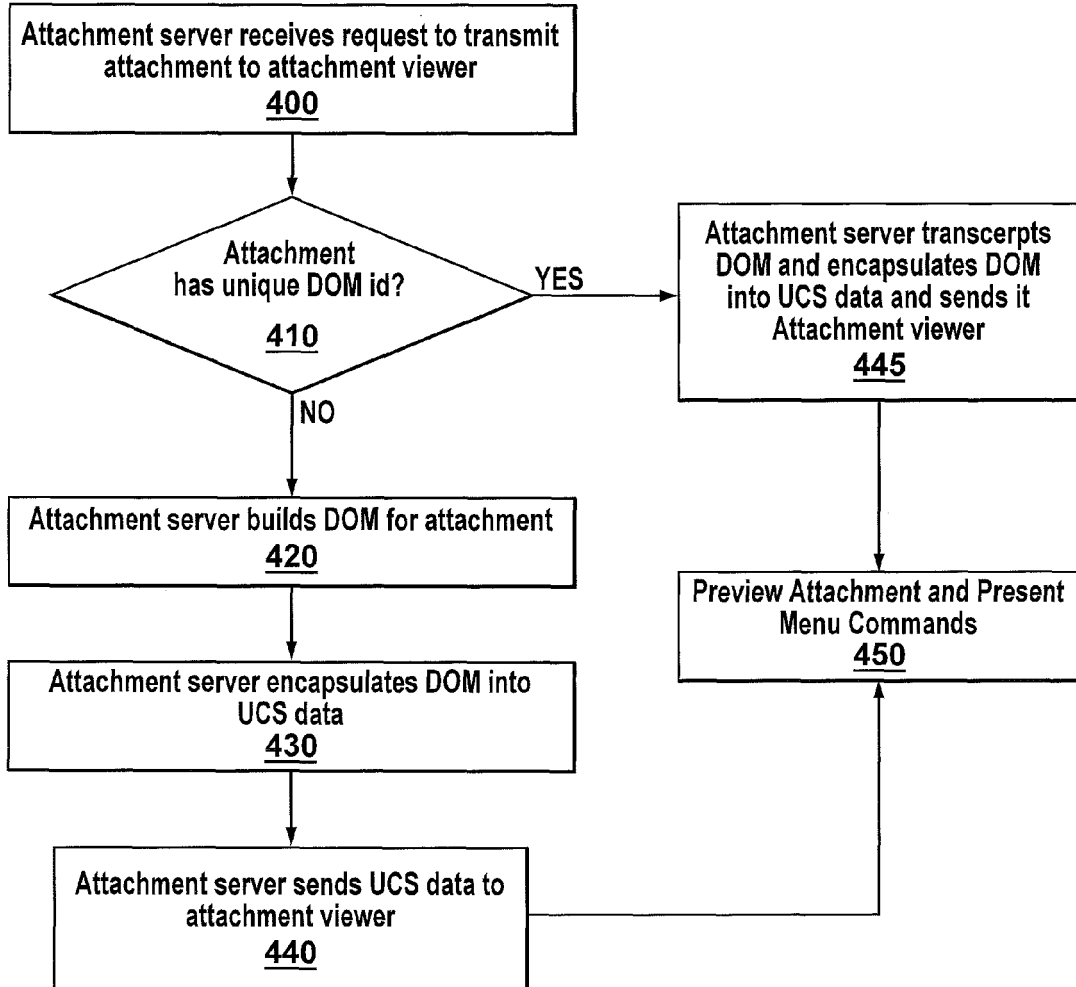 Attachment server receives request to transmit
attachment to attachment viewer
400
Attachment
has unique DOM id?
410
YES
NO
Attachment server transcerpts
DOM and encapsulates DOM
into UCS data and sends it
Attachment viewer
445
Attachment server builds DOM for attachment
420
Attachment server encapsulates DOM into
UCS data
430
Attachment server sends UCS data to
attachment viewer
440
Preview Attachment and Present
Menu Commands
450